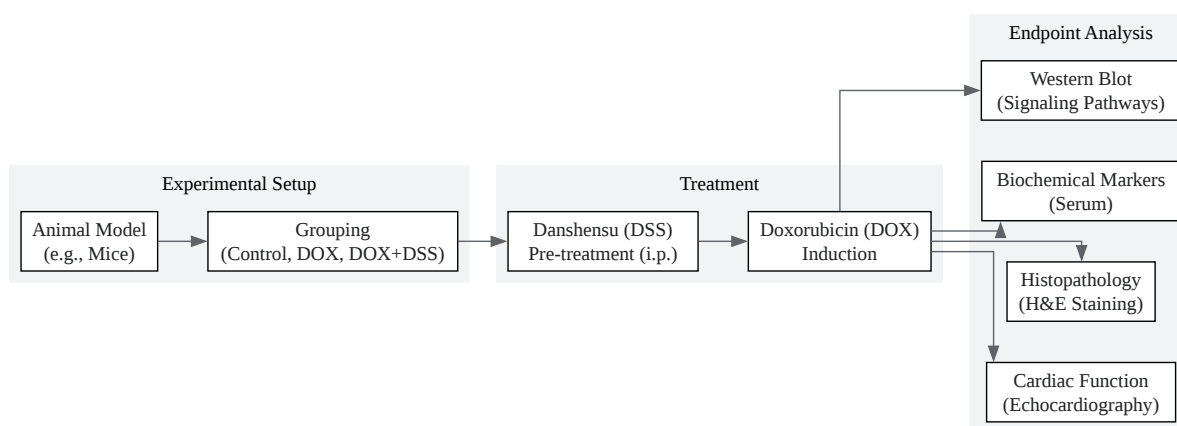 Experimental Setup
Animal Model
(e.g., Mice)
Grouping
(Control, DOX, DOX+DSS)
Treatment
Danshensu (DSS)
Pre-treatment (i.p.)
Doxorubicin (DOX)
Induction
Endpoint Analysis
Western Blot
(Signaling Pathways)
Biochemical Markers
(Serum)
Histopathology
(H&E Staining)
Cardiac Function
(Echocardiography)